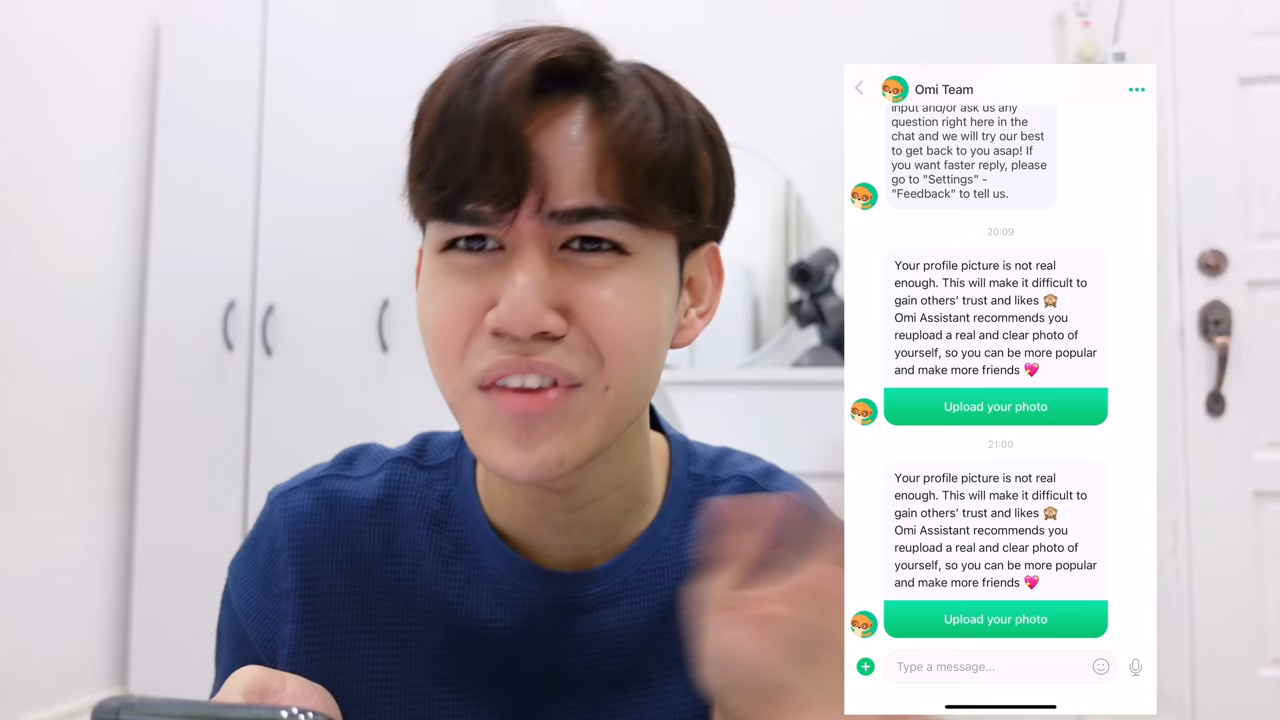 Omi Team
input and/or ask us any
question right here in the
chat and we will try our best
to get back to you asap! If
you want faster reply, please
go to "Settings" -
"Feedback" to tell us.
20:09
Your profile picture is not real
enough. This will make it difficult to
gain others’ trust and likes 🙊
Omi Assistant recommends you
reupload a real and clear photo of
yourself, so you can be more popular
and make more friends 💖
Upload your photo
21:00
Your profile picture is not real
enough. This will make it difficult to
gain others’ trust and likes 🙊
Omi Assistant recommends you
reupload a real and clear photo of
yourself, so you can be more popular
and make more friends 💖
Upload your photo
Type a message...